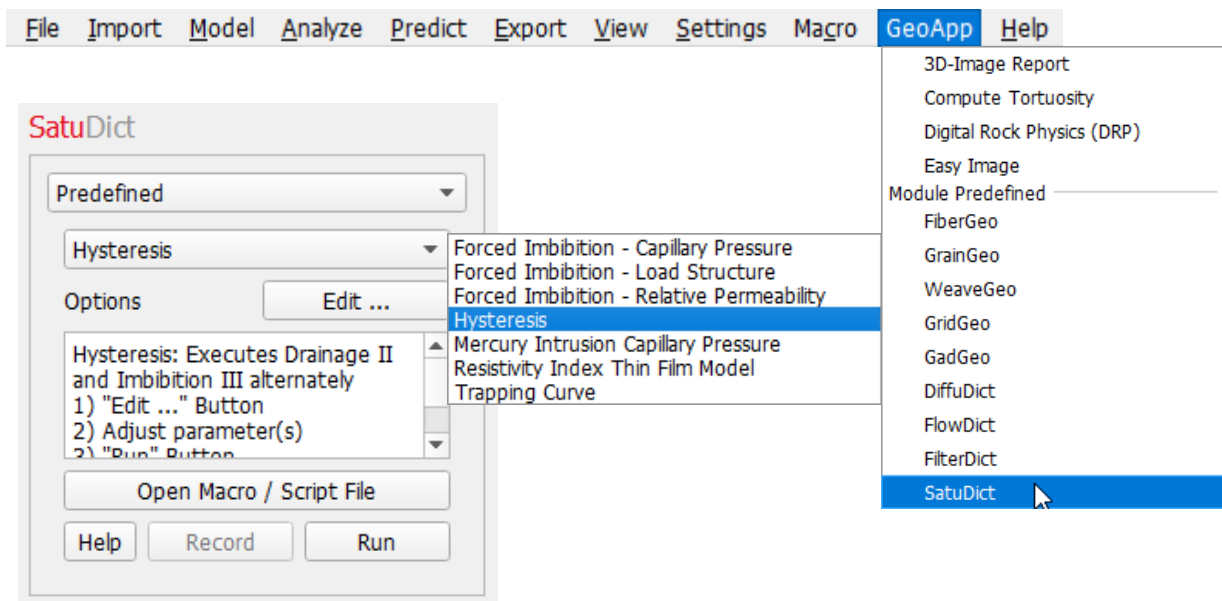 File Import Model Analyze Predict Export View Settings Macro GeoApp Help
3D-Image Report
Compute Tortuosity
Digital Rock Physics (DRP)
Easy Image
Module Predefined
FiberGeo
GrainGeo
WeaveGeo
GridGeo
GadGeo
DiffuDict
FlowDict
FilterDict
SatuDict
SatuDict
Predefined
Hysteresis
Options Edit ...
Hysteresis: Executes Drainage II
and Imbibition III alternately
1) "Edit ..." Button
2) Adjust parameter(s)
3) "Run" Button
Open Macro / Script File
Help Record Run
Forced Imbibition - Capillary Pressure
Forced Imbibition - Load Structure
Forced Imbibition - Relative Permeability
Hysteresis
Mercury Intrusion Capillary Pressure
Resistivity Index Thin Film Model
Trapping Curve